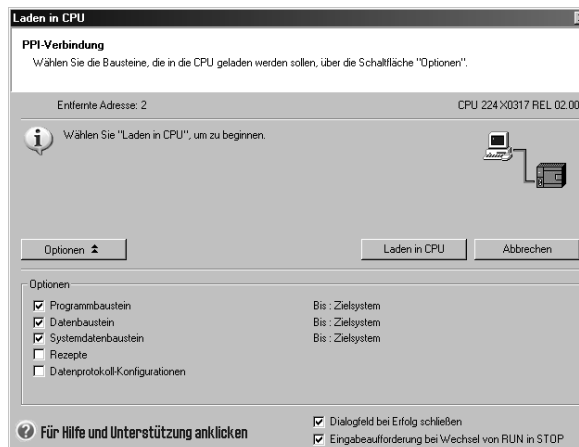 Laden in CPU
PPI-Verbindung
Wählen Sie die Bausteine, die in die CPU geladen werden sollen, über die Schaltfläche "Optionen".
Entfernte Adresse: 2
CPU 224 X0317 REL 02.00
Wählen Sie "Laden in CPU", um zu beginnen.
Optionen
Laden in CPU
Abbrechen
Optionen
Programmbaustein Bis : Zielsystem
Datenbaustein Bis : Zielsystem
Systemdatenbaustein Bis : Zielsystem
Rezepte
Datenprotokoll-Konfigurationen
Für Hilfe und Unterstützung anklicken
Dialogfeld bei Erfolg schließen
Eingabeaufforderung bei Wechsel von RUN in STOP